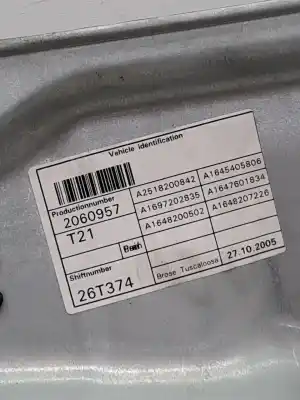 Vehicle Identification
Productionnumber
2060957
T21
Shiftnumber
26T374
A2518200842 A1645405806
A1697202835 A1647601834
A1648200502 A1648207226
Brose Tuscaloosa 27.10.2005